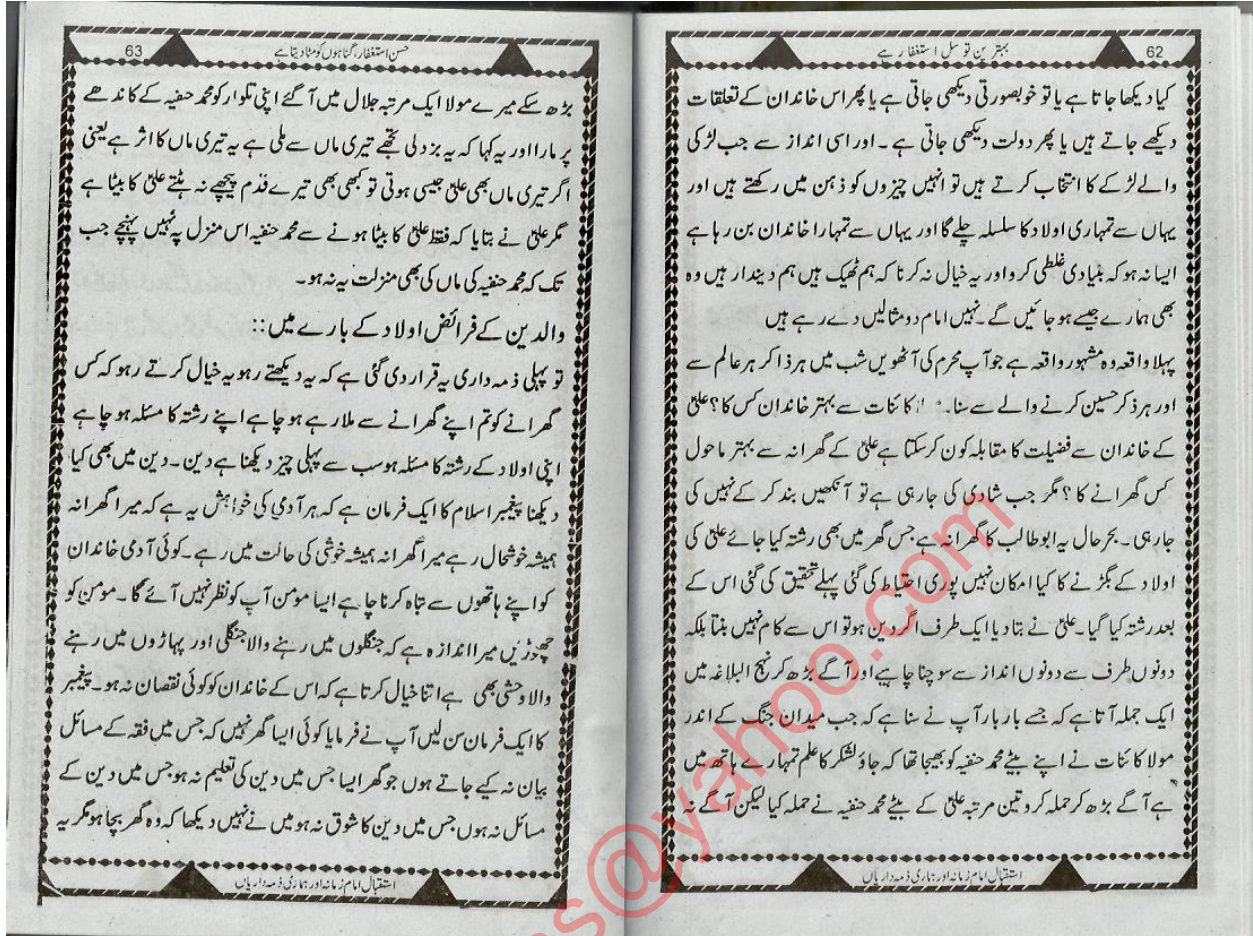 62
بہترین توسل استغفار ہے
کیا دیکھا جاتا ہے یا تو خوبصورتی دیکھی جاتی ہے یا پھر اس خاندان کے تعلقات
دیکھے جاتے ہیں یا پھر دولت دیکھی جاتی ہے۔ اور اسی انداز سے جب لڑکی
والے لڑکے کا انتخاب کرتے ہیں تو انہیں چیزوں کو ذہن میں رکھتے ہیں اور
یہاں سے تمہاری اولاد کا سلسلہ چلے گا اور یہاں سے تمہارا خاندان بن رہا ہے
ایسا نہ ہو کہ بنیادی غلطی کرو اور یہ خیال نہ کرنا کہ ہم ٹھیک ہیں ہم دیندار ہیں وہ
بھی ہمارے جیسے ہو جائیں گے۔ نہیں امام دو مثالیں دے رہے ہیں
پہلا واقعہ وہ مشہور واقعہ ہے جو آپ محرم کی آٹھویں شب میں ہر ذاکر ہر عالم سے
اور ہر ذکر حسین کرنے والے سے سنا۔ کائنات سے بہتر خاندان کس کا؟ علیؑ
کے خاندان سے فضیلت کا مقابلہ کون کر سکتا ہے علیؑ کے گھرانہ سے بہتر ماحول
کس گھرانے کا؟ مگر جب شادی کی جا رہی ہے تو آنکھیں بند کر کے نہیں کی
جا رہی۔ بحر حال یہ ابو طالب کا گھرانہ ہے جس گھر میں بھی رشتہ کیا جائے علیؑ کی
اولاد کے بگڑنے کا کیا امکان نہیں پوری احتیاط کی گئی پہلے تحقیق کی گئی اس کے
بعد رشتہ کیا گیا۔ علیؑ نے بتا دیا ایک طرف اگر دین ہو تو اس سے کام نہیں بنتا بلکہ
دونوں طرف سے دونوں انداز سے سوچنا چاہیے اور آگے بڑھ کر نہج البلاغہ میں
ایک جملہ آتا ہے کہ جسے بار بار آپ نے سنا ہے کہ جب میدان جنگ کے اندر
مولا کائنات نے اپنے بیٹے محمد حنفیہ کو بھیجا تھا کہ جاؤ لشکر کا علم تمہارے ہاتھ میں
ہے آگے بڑھ کر حملہ کرو تین مرتبہ علیؑ کے بیٹے محمد حنفیہ نے حملہ کیا لیکن آگے نہ
استقبال امام زمانہ اور ہماری ذمہ داریاں
63
حسن استغفار، گناہوں کو مٹا دیتا ہے
بڑھ سکے میرے مولا ایک مرتبہ جلال میں آ گئے اپنی تلوار کو محمد حنفیہ کے کاندھے
پر مارا اور یہ کہا کہ یہ بزدلی تجھے تیری ماں سے ملی ہے یہ تیری ماں کا اثر ہے یعنی
اگر تیری ماں بھی علیؑ جیسی ہوتی تو کبھی بھی تیرے قدم پیچھے نہ ہٹتے علیؑ کا بیٹا ہے
مگر علیؑ نے بتایا کہ فقط علیؑ کا بیٹا ہونے سے محمد حنفیہ اس منزل پہ نہیں پہنچے جب
تک کہ محمد حنفیہ کی ماں کی بھی منزلت یہ نہ ہو۔
والدین کے فرائض اولاد کے بارے میں::
تو پہلی ذمہ داری یہ قرار دی گئی ہے کہ یہ دیکھتے رہو یہ خیال کرتے رہو کہ کس
گھرانے کو تم اپنے گھرانے سے ملا رہے ہو چاہے اپنے رشتہ کا مسئلہ ہو چاہے
اپنی اولاد کے رشتہ کا مسئلہ ہو سب سے پہلی چیز دیکھنا ہے دین۔ دین میں بھی کیا
دیکھنا پیغمبر اسلام کا ایک فرمان ہے کہ ہر آدمی کی خواہش یہ ہے کہ میرا گھرانہ
ہمیشہ خوشحال رہے میرا گھرانہ ہمیشہ خوشی کی حالت میں رہے۔ کوئی آدمی خاندان
کو اپنے ہاتھوں سے تباہ کرنا چاہے ایسا مومن آپ کو نظر نہیں آئے گا۔ مومن کو
چھوڑیں میرا اندازہ ہے کہ جنگلوں میں رہنے والا جنگلی اور پہاڑوں میں رہنے
والا وحشی بھی ہے اتنا خیال کرتا ہے کہ اس کے خاندان کو کوئی نقصان نہ ہو۔ پیغمبر
کا ایک فرمان سن لیں آپ نے فرمایا کوئی ایسا گھر نہیں کہ جس میں فقہ کے مسائل
بیان نہ کیے جاتے ہوں جو گھر ایسا جس میں دین کی تعلیم نہ ہو جس میں دین کے
مسائل نہ ہوں جس میں دین کا شوق نہ ہو میں نے نہیں دیکھا کہ وہ گھر بچا ہو مگر یہ
استقبال امام زمانہ اور ہماری ذمہ داریاں
s@yahoo.com